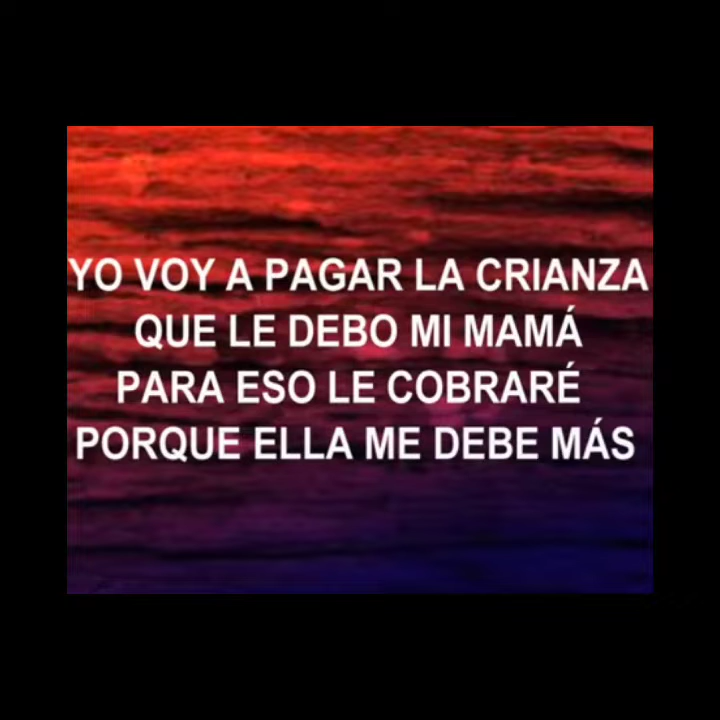 YO VOY A PAGAR LA CRIANZA
QUE LE DEBO MI MAMÁ
PARA ESO LE COBRARÉ
PORQUE ELLA ME DEBE MÁS